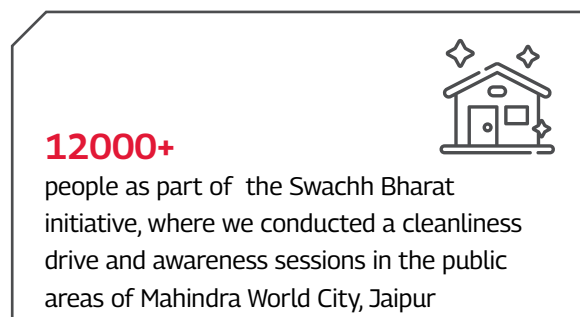 12000+
people as part of the Swachh Bharat
initiative, where we conducted a cleanliness
drive and awareness sessions in the public
areas of Mahindra World City, Jaipur